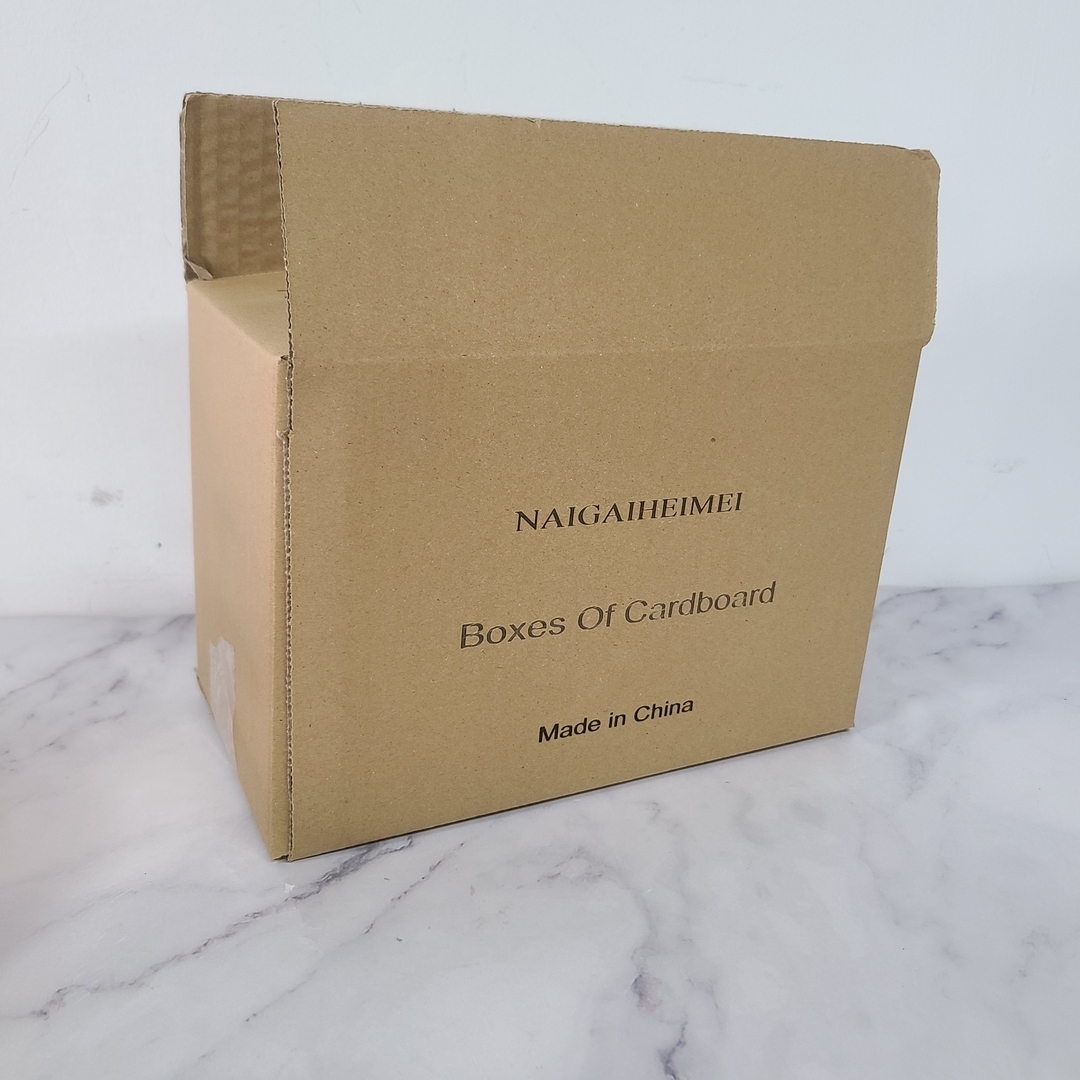 NAIGAIHEIMEI
Boxes Of Cardboard
Made in China